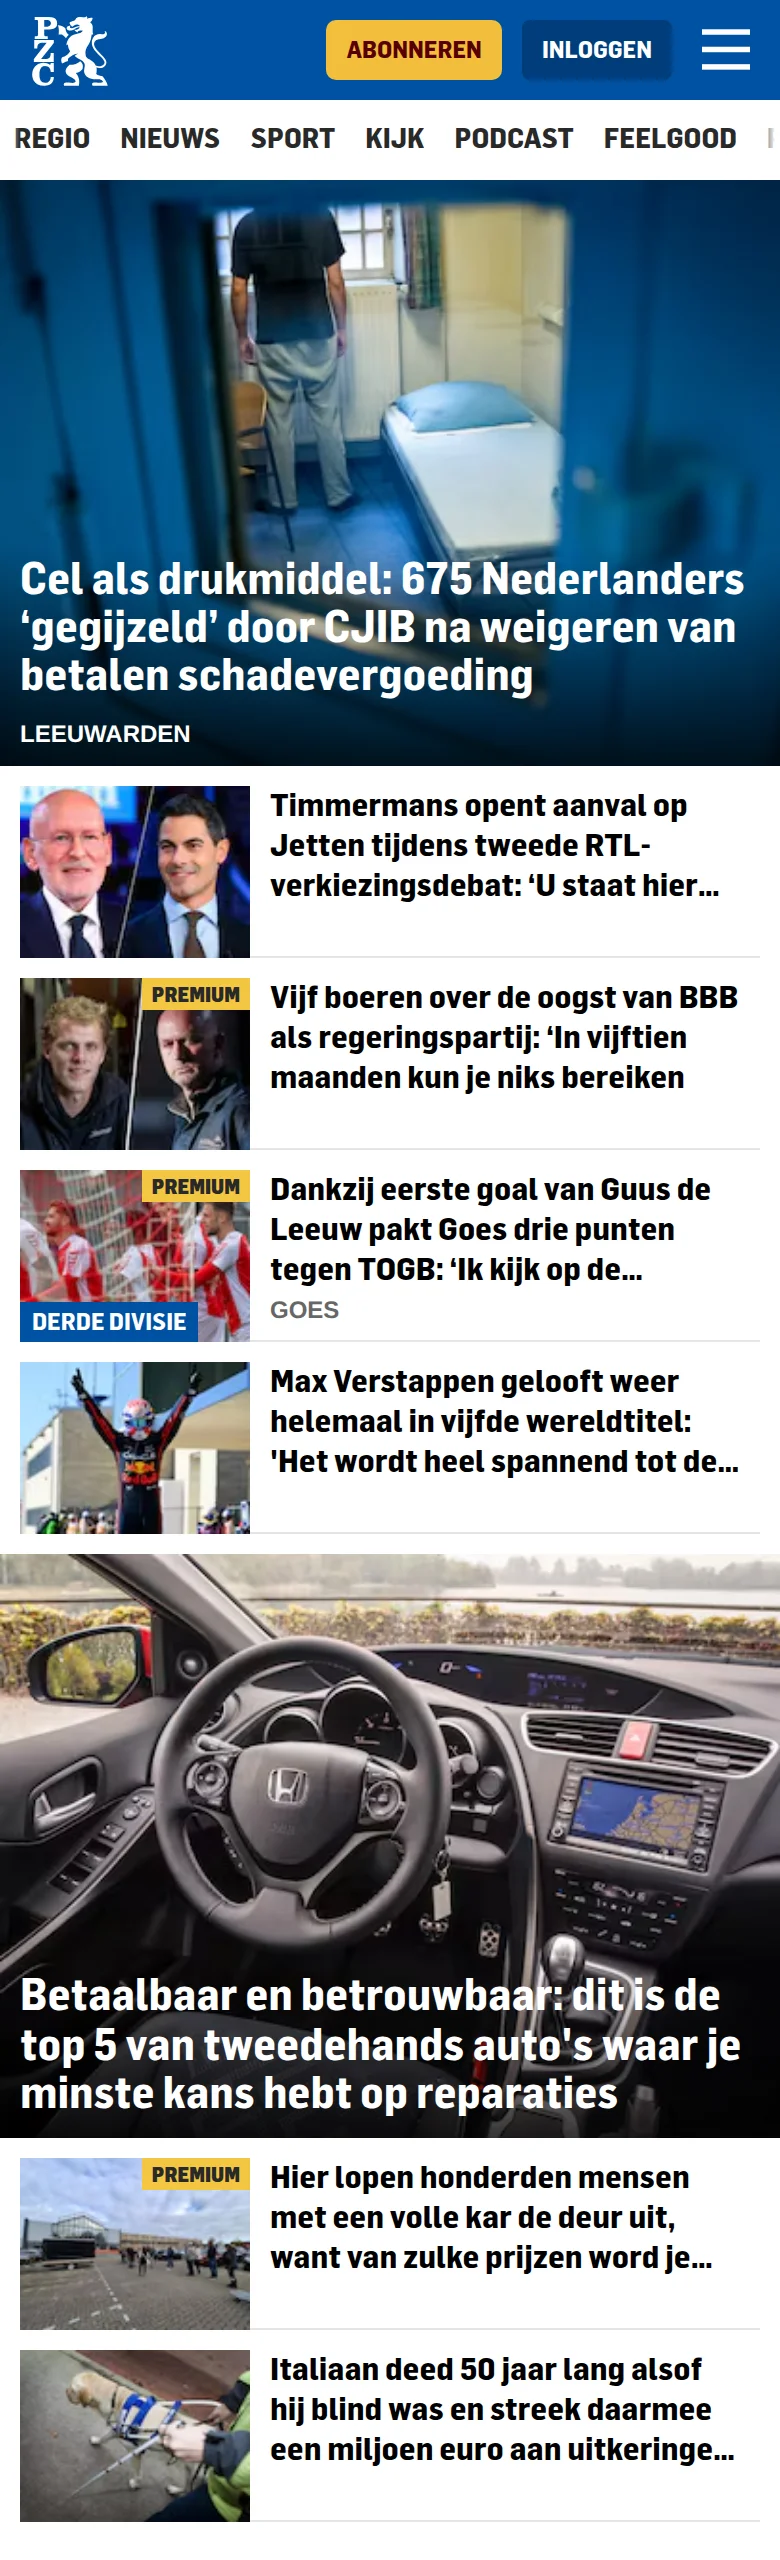 PZC
ABONNEREN
INLOGGEN
REGIO NIEUWS SPORT KIJK PODCAST FEELGOOD
Cel als drukmiddel: 675 Nederlanders
‘gegijzeld’ door CJIB na weigeren van
betalen schadevergoeding
LEEUWARDEN
Timmermans opent aanval op
Jetten tijdens tweede RTL-
verkiezingsdebat: ‘U staat hier...
PREMIUM
Vijf boeren over de oogst van BBB
als regeringspartij: ‘In vijftien
maanden kun je niks bereiken
PREMIUM
DERDE DIVISIE
Dankzij eerste goal van Guus de
Leeuw pakt Goes drie punten
tegen TOGB: ‘Ik kijk op de...
GOES
Max Verstappen gelooft weer
helemaal in vijfde wereldtitel:
'Het wordt heel spannend tot de...
Betaalbaar en betrouwbaar: dit is de
top 5 van tweedehands auto's waar je
minste kans hebt op reparaties
PREMIUM
Hier lopen honderden mensen
met een volle kar de deur uit,
want van zulke prijzen word je...
Italiaan deed 50 jaar lang alsof
hij blind was en streek daarmee
een miljoen euro aan uitkeringe...